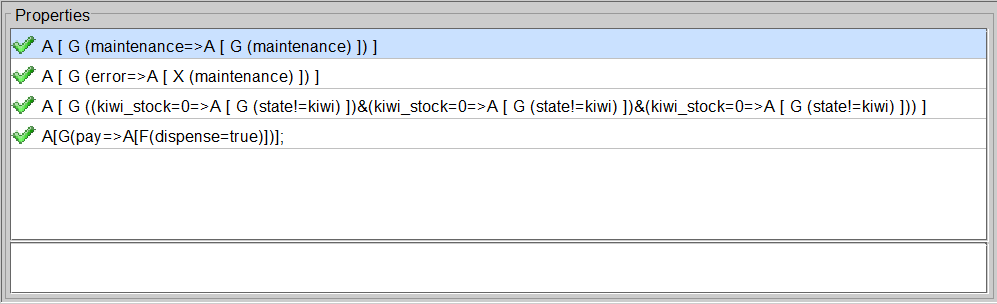 Properties
A [ G (maintenance=>A [ G (maintenance) ]) ]
A [ G (error=>A [ X (maintenance) ]) ]
A [ G ((kiwi_stock=0=>A [ G (state!=kiwi) ])&(kiwi_stock=0=>A [ G (state!=kiwi) ])&(kiwi_stock=0=>A [ G (state!=kiwi) ])) ]
A[G(pay=>A[F(dispense=true)])];